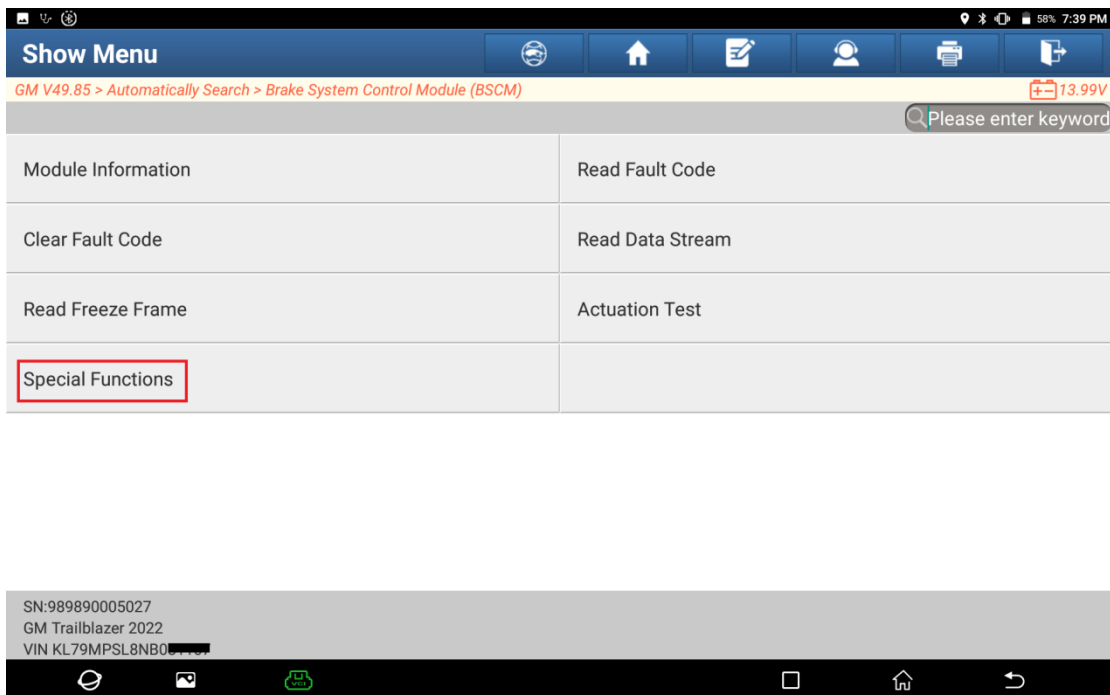 58% 7:39 PM
Show Menu
GM V49.85 > Automatically Search > Brake System Control Module (BSCM)
13.99V
Please enter keyword
Module Information
Read Fault Code
Clear Fault Code
Read Data Stream
Read Freeze Frame
Actuation Test
Special Functions
SN:989890005027
GM Trailblazer 2022
VIN KL79MPSL8NB0
VCI